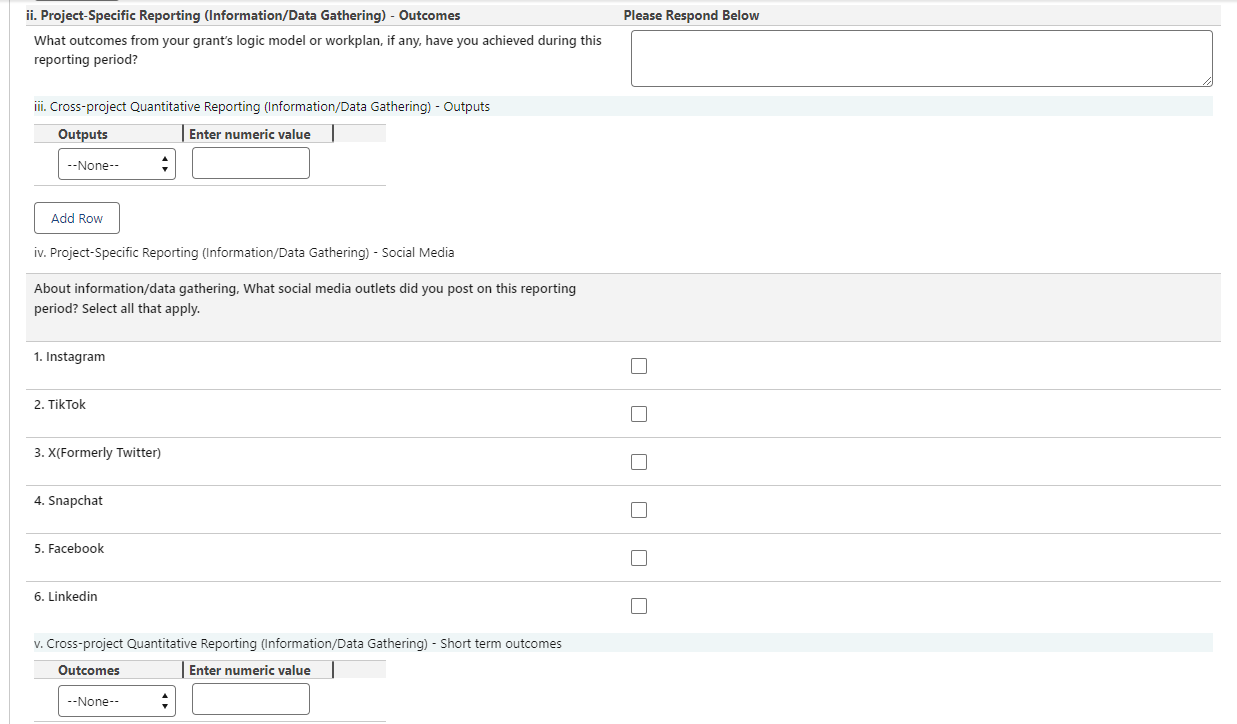 ii. Project-Specific Reporting (Information/Data Gathering) - Outcomes Please Respond Below
What outcomes from your grant's logic model or workplan, if any, have you achieved during this
reporting period?
iii. Cross-project Quantitative Reporting (Information/Data Gathering) - Outputs
Outputs Enter numeric value
--None--
Add Row
iv. Project-Specific Reporting (Information/Data Gathering) - Social Media
About information/data gathering, What social media outlets did you post on this reporting
period? Select all that apply.
1. Instagram
2. TikTok
3. X(Formerly Twitter)
4. Snapchat
5. Facebook
6. Linkedin
v. Cross-project Quantitative Reporting (Information/Data Gathering) - Short term outcomes
Outcomes Enter numeric value
--None--